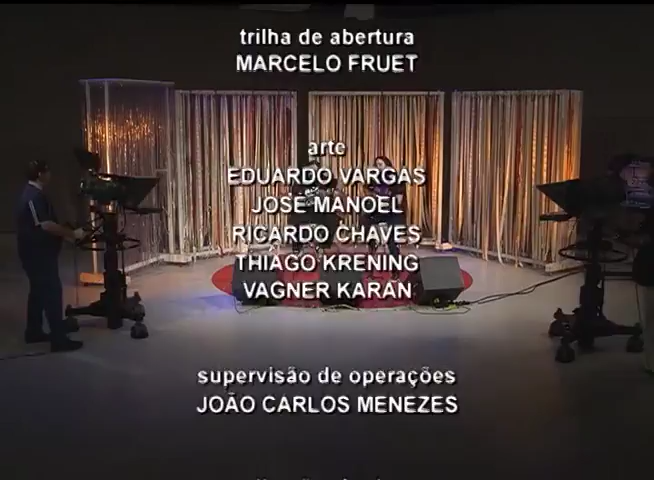 trilha de abertura
MARCELO FRUET
arte
EDUARDO VARGAS
JOSÉ MANOEL
RICARDO CHAVES
THIAGO KRENING
VAGNER KARAN
supervisão de operações
JOÃO CARLOS MENEZES